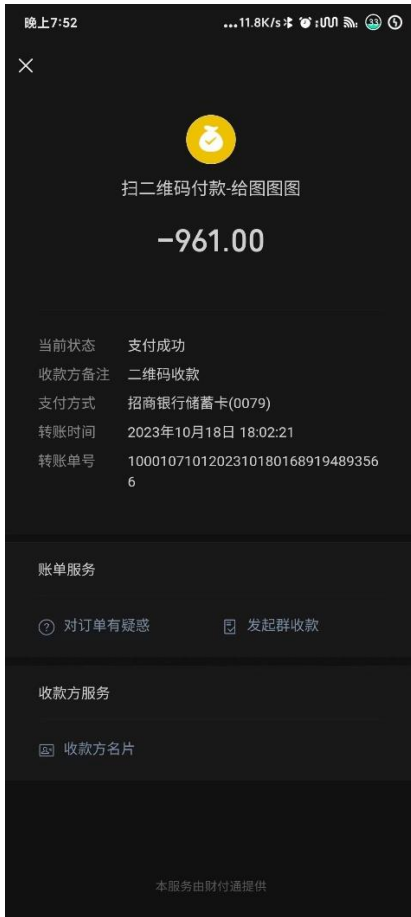 晚上7:52
...11.8K/s
33
扫二维码付款-给图图图
-961.00
当前状态 支付成功
收款方备注 二维码收款
支付方式 招商银行储蓄卡(0079)
转账时间 2023年10月18日 18:02:21
转账单号 1000107101202310180168919489356
6
账单服务
对订单有疑惑 发起群收款
收款方服务
收款方名片
本服务由财付通提供